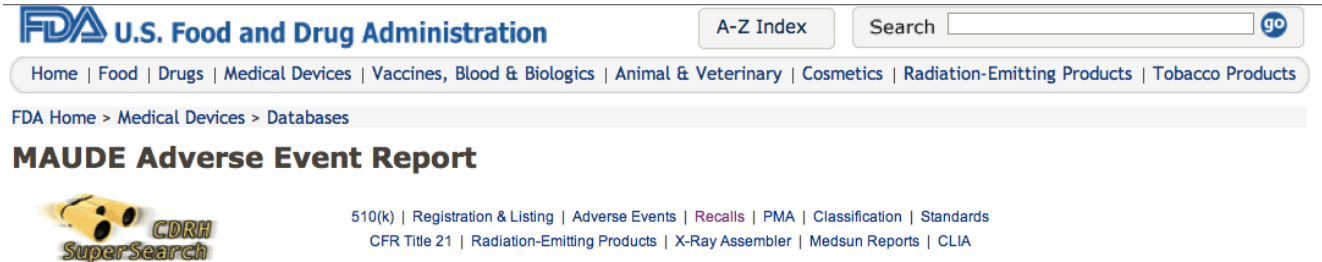 FDA U.S. Food and Drug Administration A-Z Index Search go
Home | Food | Drugs | Medical Devices | Vaccines, Blood & Biologics | Animal & Veterinary | Cosmetics | Radiation-Emitting Products | Tobacco Products
FDA Home > Medical Devices > Databases
MAUDE Adverse Event Report
CDRH
SuperSearch
510(k) | Registration & Listing | Adverse Events | Recalls | PMA | Classification | Standards
CFR Title 21 | Radiation-Emitting Products | X-Ray Assembler | Medsun Reports | CLIA